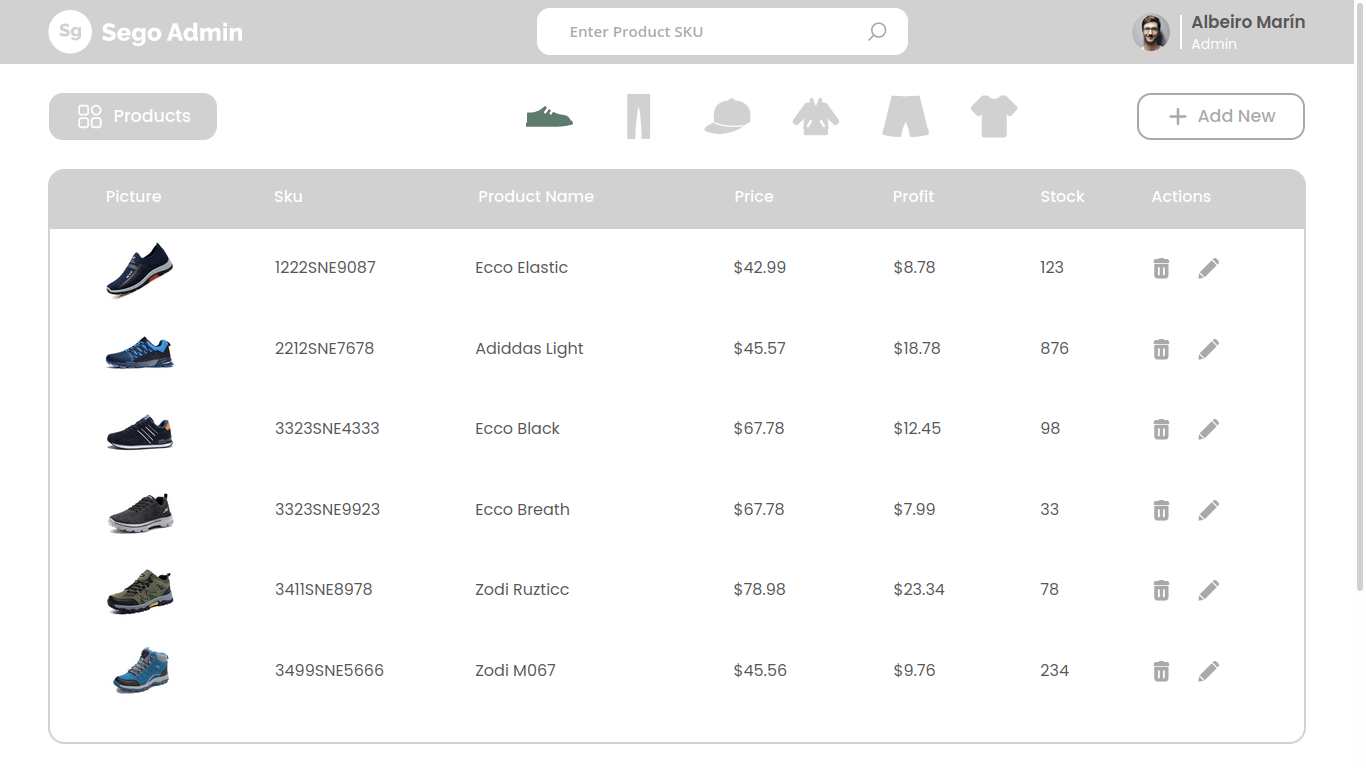 Sg Sego Admin
Enter Product SKU
Albeiro Marín
Admin
Products
Add New
Picture Sku Product Name Price Profit Stock Actions
1222SNE9087 Ecco Elastic $42.99 $8.78 123
2212SNE7678 Adiddas Light $45.57 $18.78 876
3323SNE4333 Ecco Black $67.78 $12.45 98
3323SNE9923 Ecco Breath $67.78 $7.99 33
3411SNE8978 Zodi Ruzticc $78.98 $23.34 78
3499SNE5666 Zodi M067 $45.56 $9.76 234